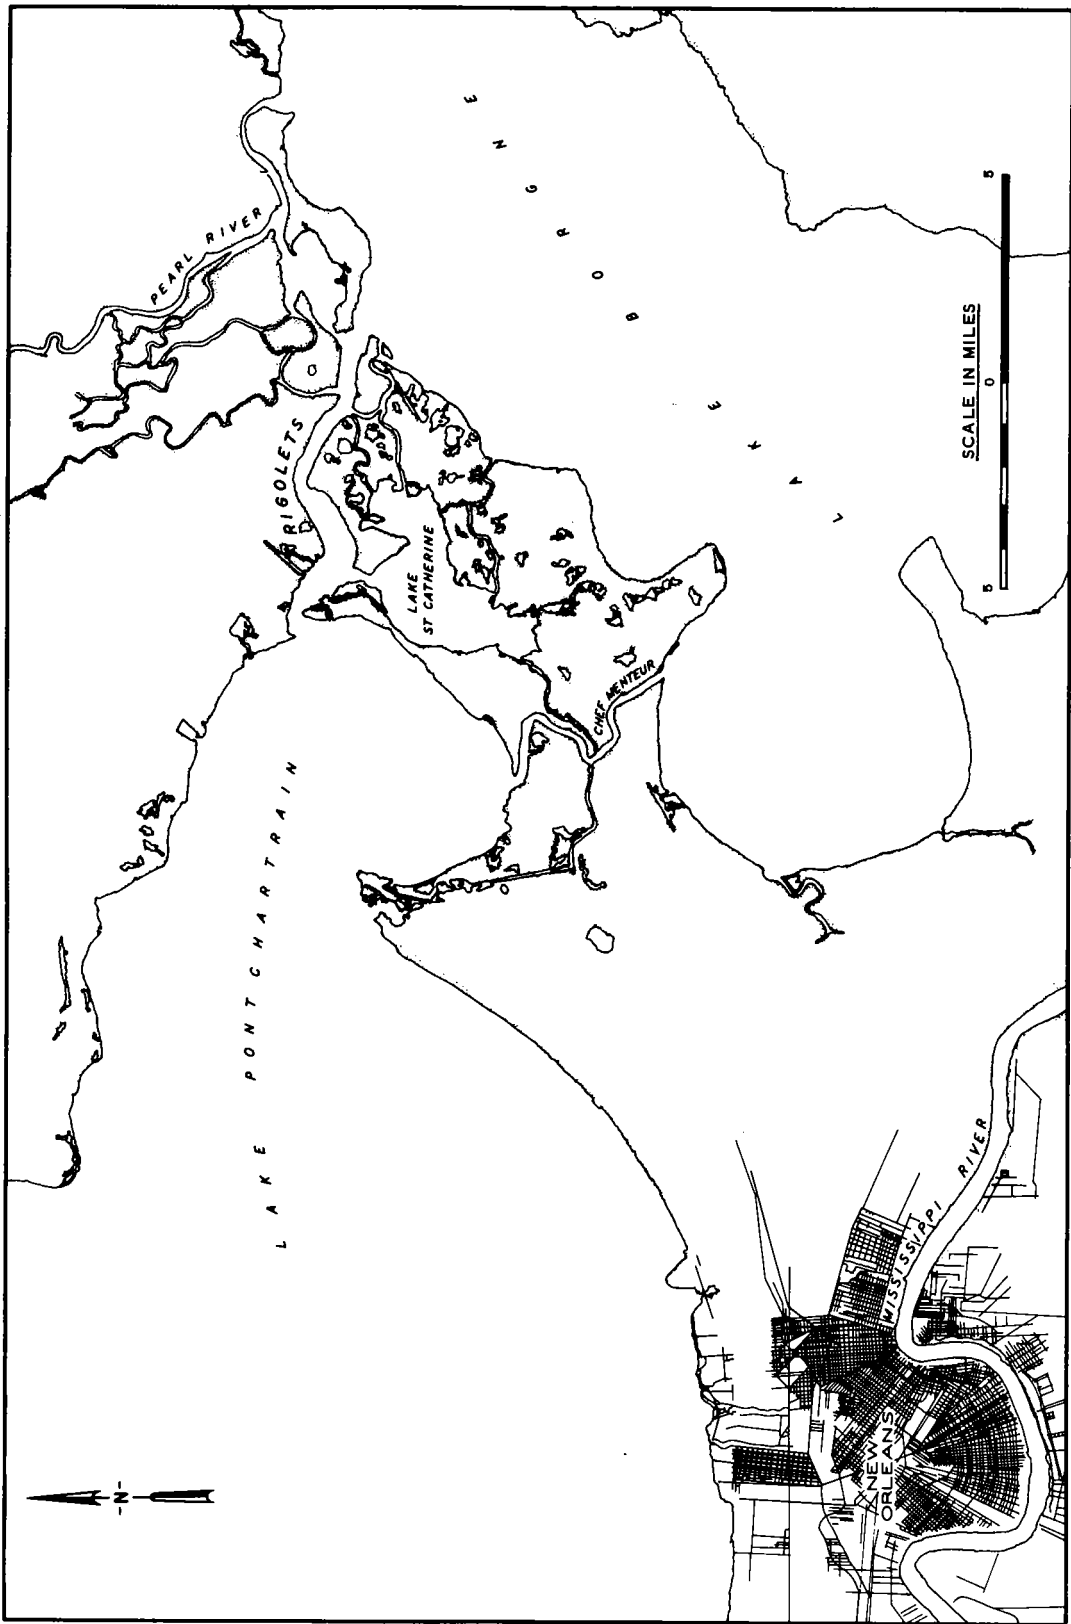 PEARL RIVER
RIGOLETS
LAKE
ST CATHERINE
LAKE BORGNE
CHEF MENTEUR
LAKE PONTCHARTRAIN
MISSISSIPPI RIVER
NEW
ORLEANS
-N-
SCALE IN MILES
5 0 5